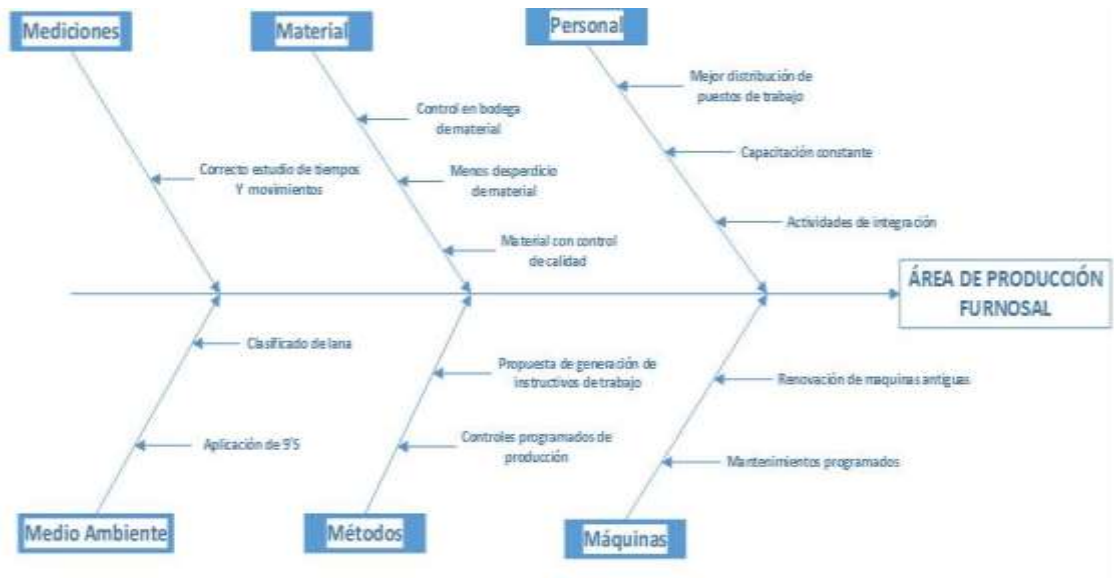 Mediciones
Material
Personal
Mejor distribución de
puestos de trabajo
Control en bodega
de material
Capacitación constante
Correcto estudio de tiempos
Y movimientos
Menos desperdicio
de material
Actividades de integración
Material con control
de calidad
ÁREA DE PRODUCCIÓN
FURNOSAL
Clasificado de lana
Propuesta de generación de
instructivos de trabajo
Renovación de maquinas antiguas
Aplicación de 9'S
Controles programados de
producción
Mantenimientos programados
Medio Ambiente
Métodos
Máquinas